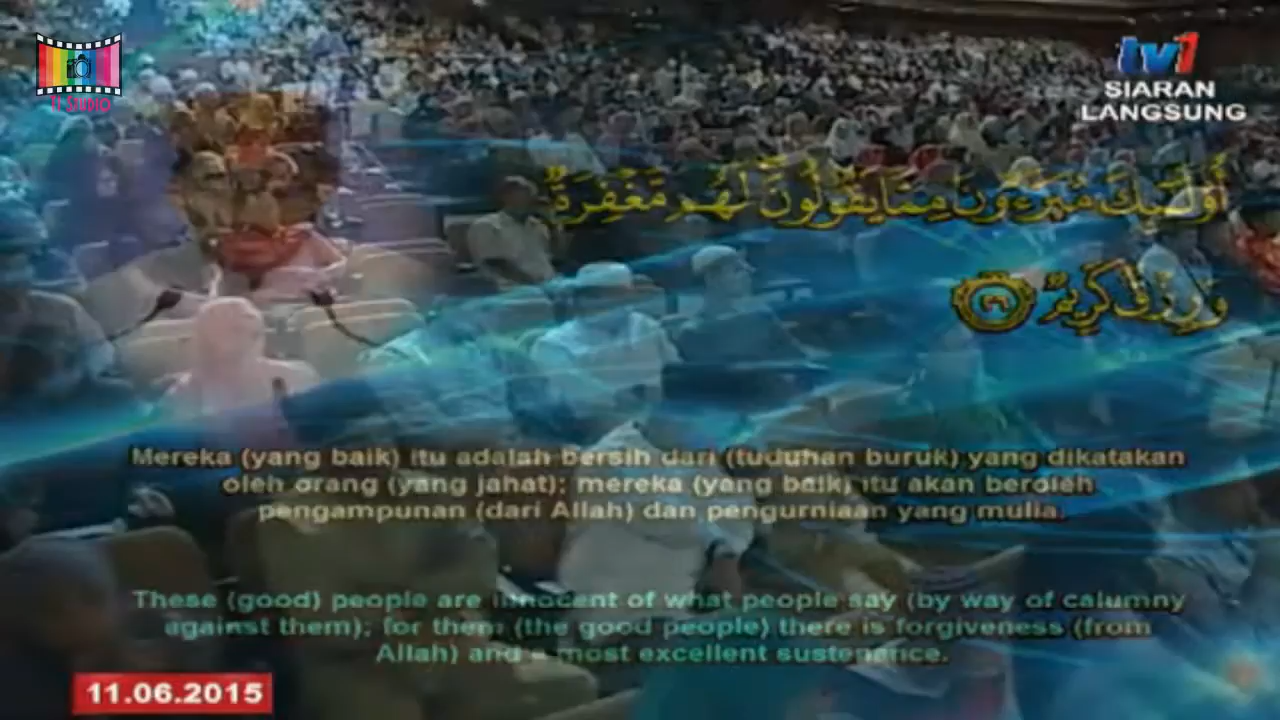 TI STUDIO
tv1
SIARAN
LANGSUNG
أُوْلَـٰٓئِكَ مُبَرَّءُونَ مِمَّا يَقُولُونَۖ لَهُم مَّغْفِرَةٌ
وَرِزْقٌ كَرِيمٌ ٢٦
Mereka (yang baik) itu adalah bersih dari (tuduhan buruk) yang dikatakan
oleh orang (yang jahat); mereka (yang baik) itu akan beroleh
pengampunan (dari Allah) dan pengurniaan yang mulia.
These (good) people are innocent of what people say (by way of calumny
against them); for them (the good people) there is forgiveness (from
Allah) and a most excellent sustenance.
11.06.2015